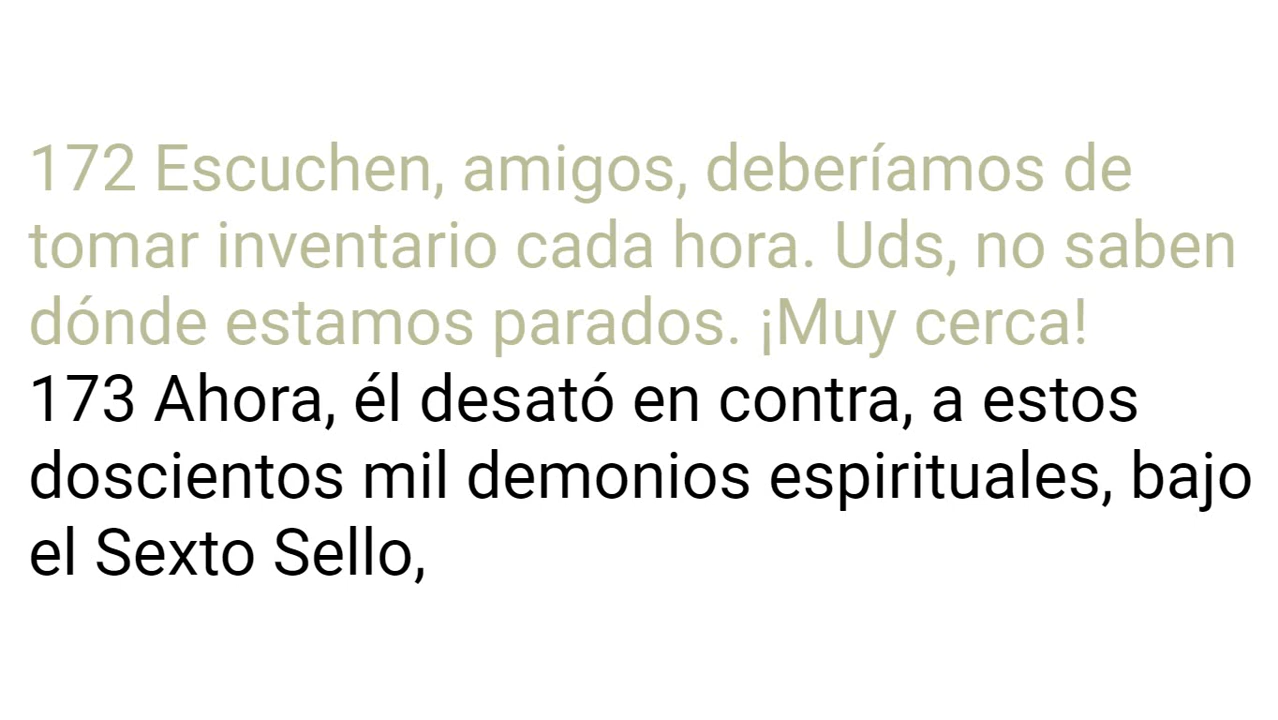 172 Escuchen, amigos, deberíamos de
tomar inventario cada hora. Uds, no saben
dónde estamos parados. ¡Muy cerca!
173 Ahora, él desató en contra, a estos
doscientos mil demonios espirituales, bajo
el Sexto Sello,